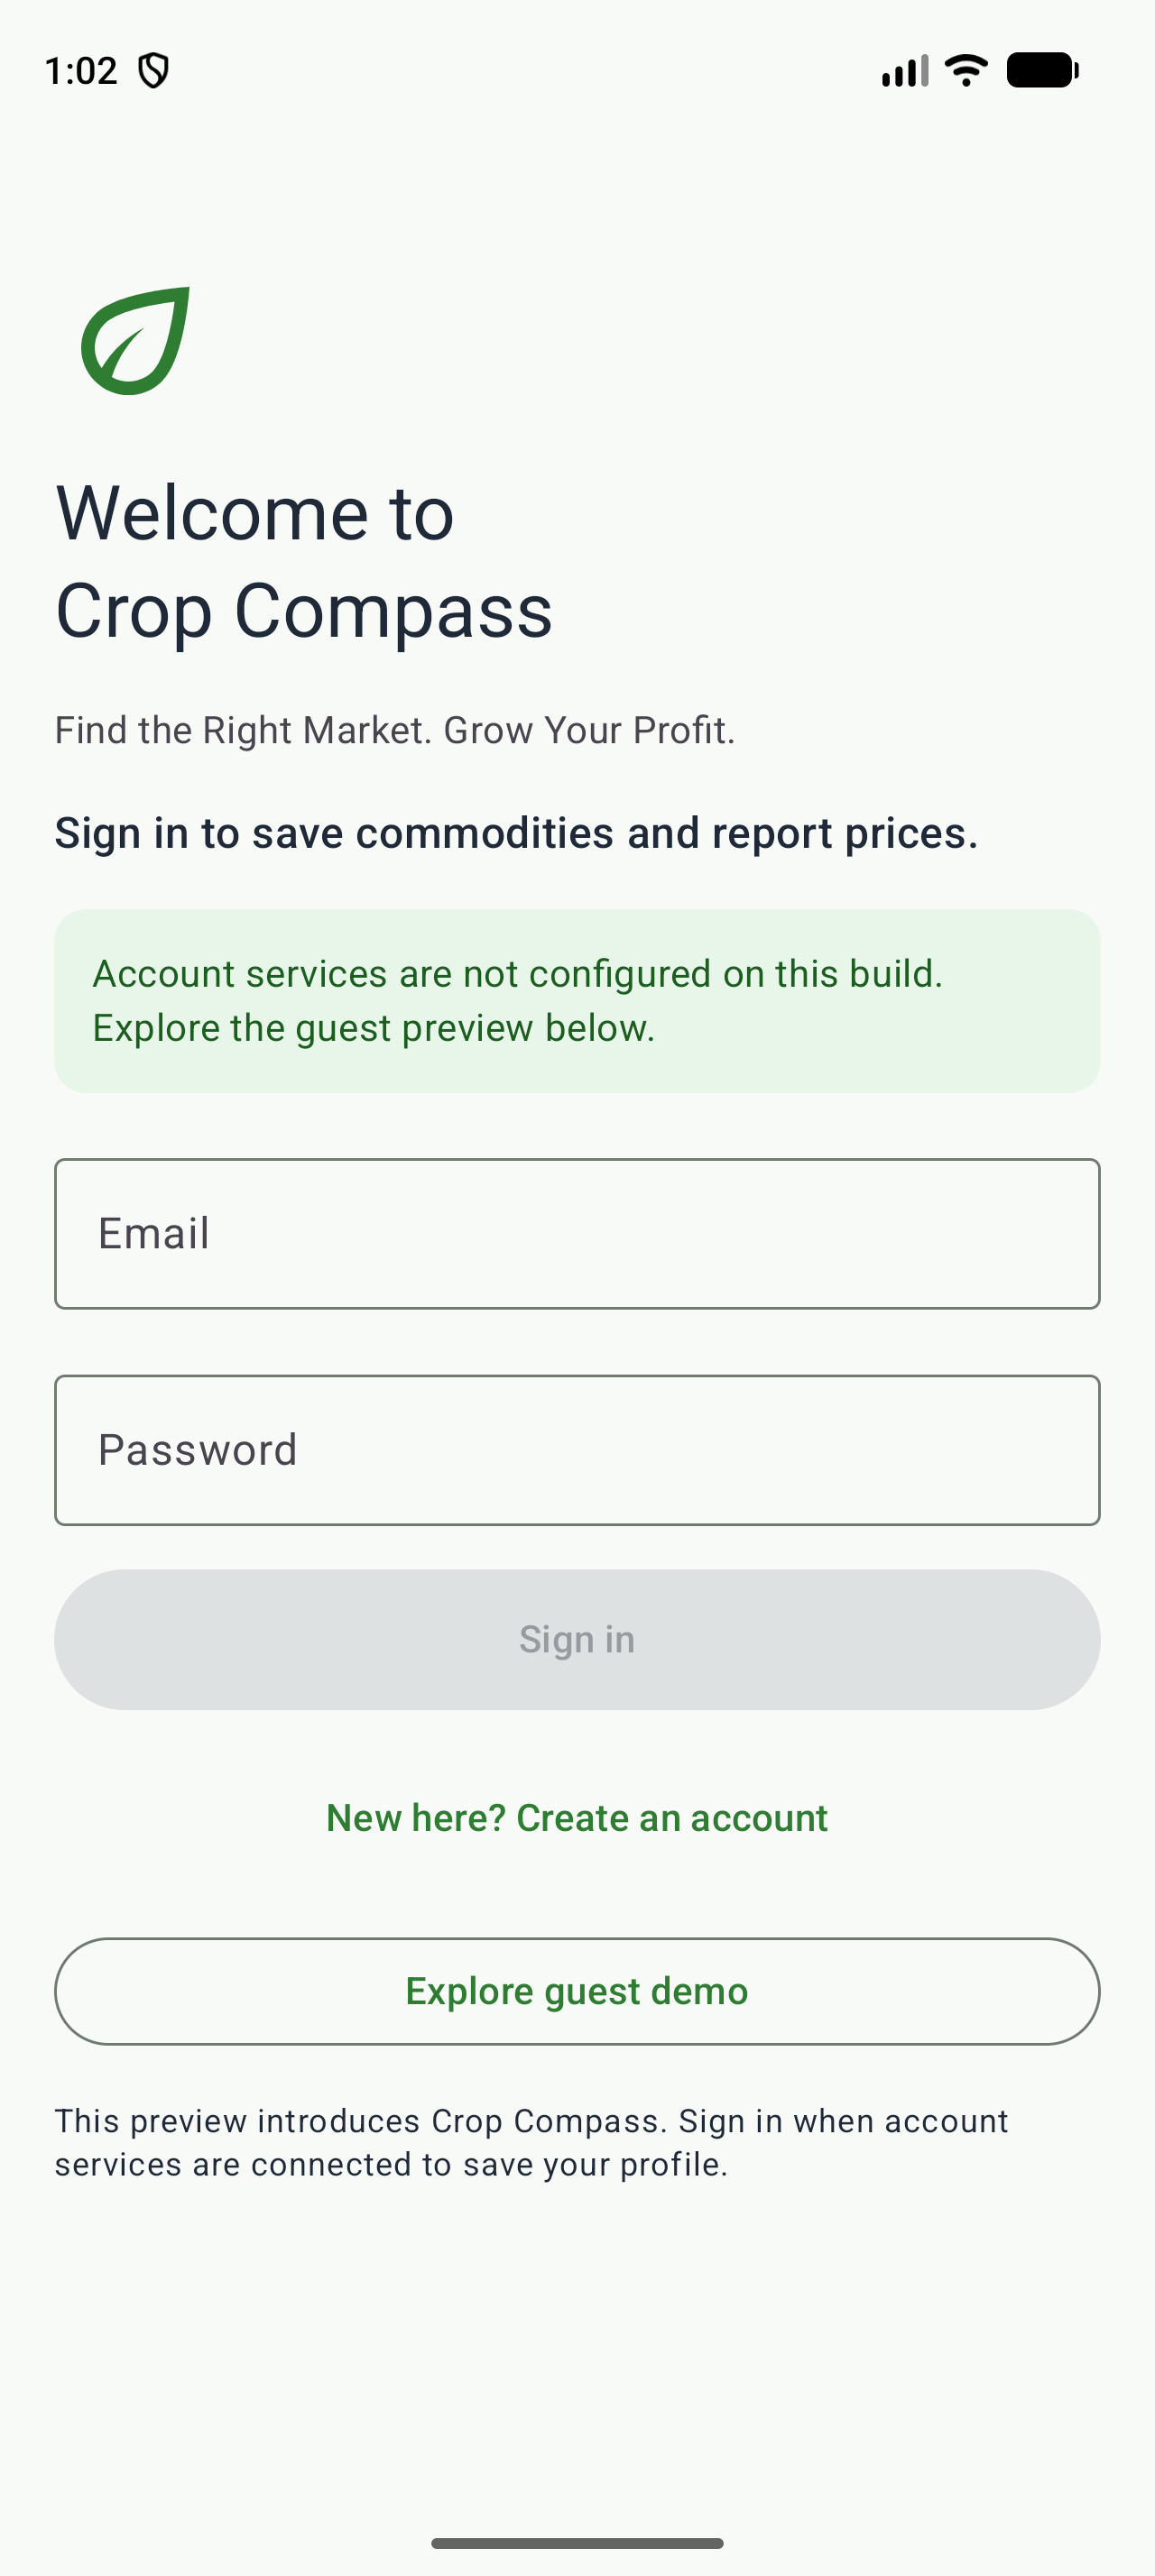 1:02
Welcome to
Crop Compass
Find the Right Market. Grow Your Profit.
Sign in to save commodities and report prices.
Account services are not configured on this build.
Explore the guest preview below.
Email
Password
Sign in
New here? Create an account
Explore guest demo
This preview introduces Crop Compass. Sign in when account
services are connected to save your profile.